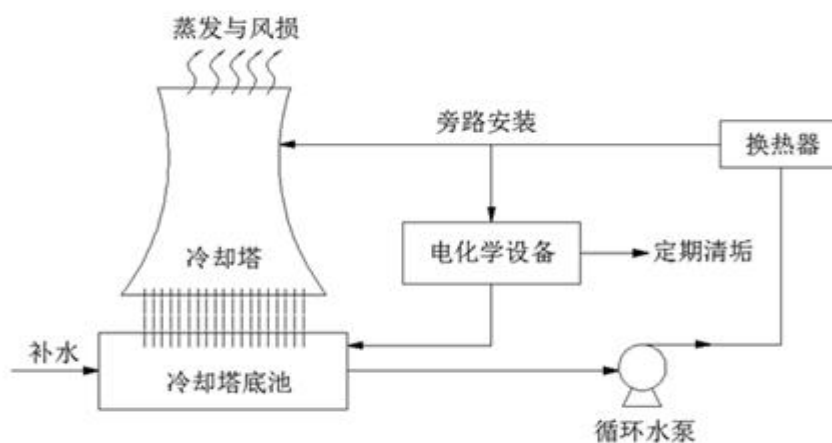 蒸发与风损
旁路安装
换热器
冷却塔
电化学设备
定期清垢
补水
冷却塔底池
循环水泵